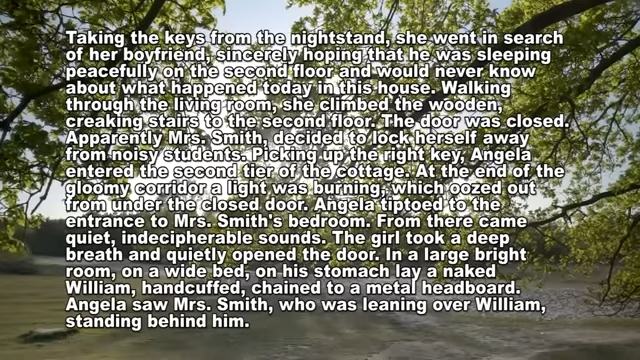 Taking the keys from the nightstand, she went in search
of her boyfriend, sincerely hoping that he was sleeping
peacefully on the second floor and would never know
about what happened today in this house. Walking
through the living room, she climbed the wooden,
creaking stairs to the second floor. The door was closed.
Apparently Mrs. Smith, decided to lock herself away
from noisy students. Picking up the right key, Angela
entered the second tier of the cottage. At the end of the
gloomy corridor a light was burning, which oozed out
from under the closed door. Angela tiptoed to the
entrance to Mrs. Smith's bedroom. From there came
quiet, indecipherable sounds. The girl took a deep
breath and quietly opened the door. In a large bright
room, on a wide bed, on his stomach lay a naked
William, handcuffed, chained to a metal headboard.
Angela saw Mrs. Smith, who was leaning over William,
standing behind him.